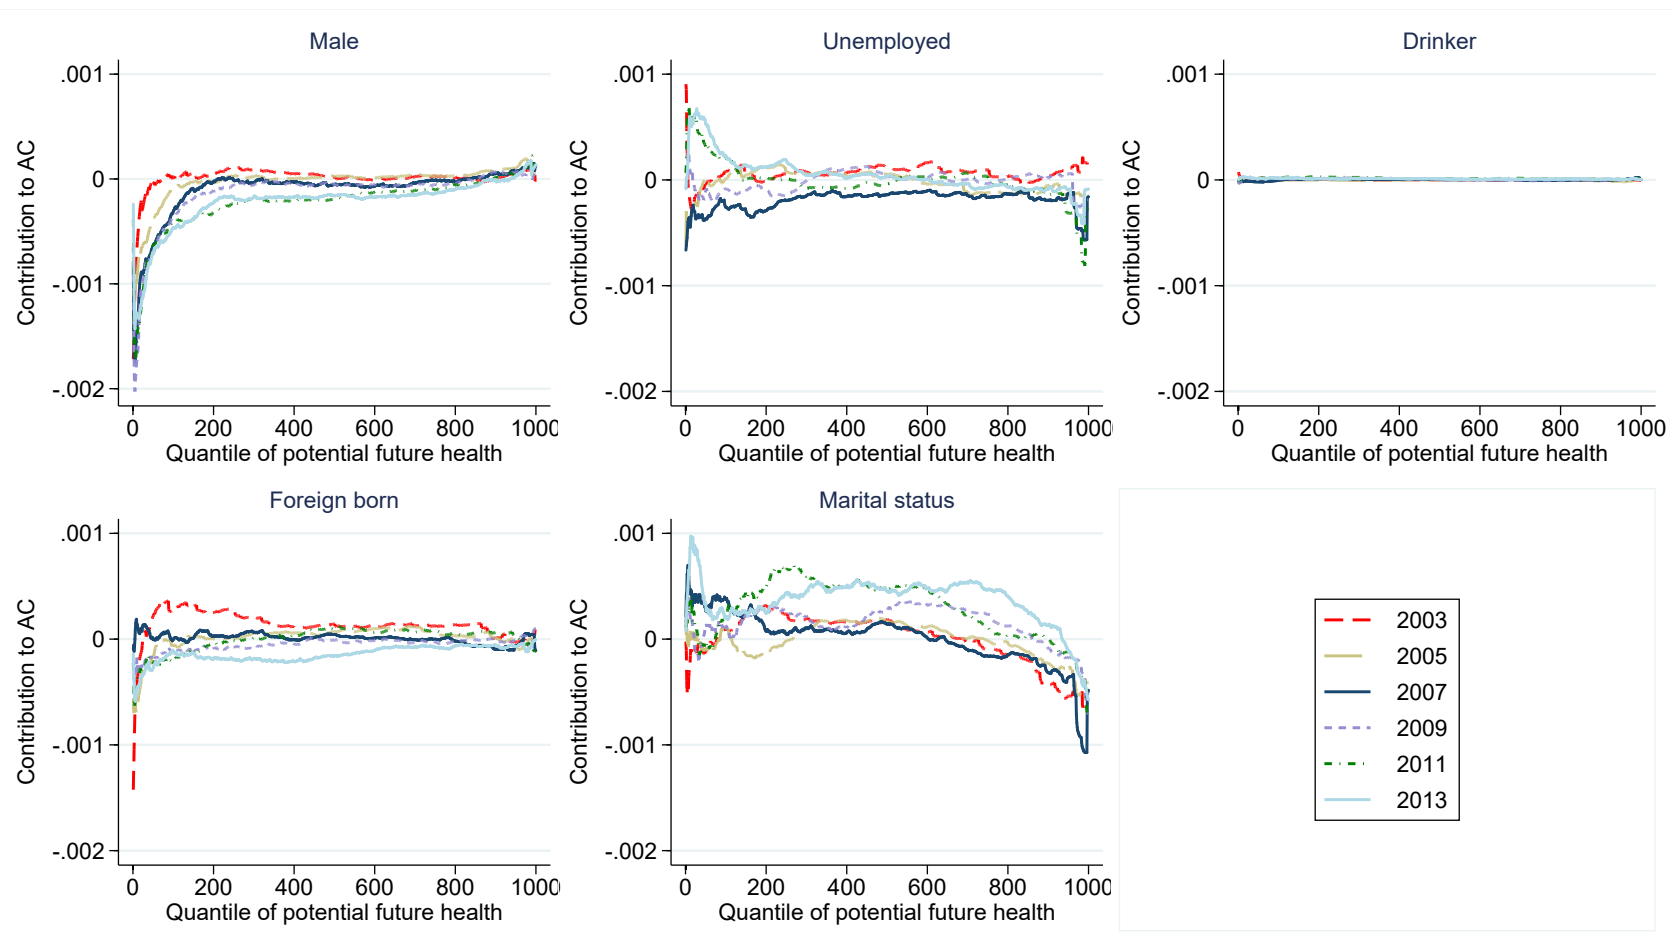 Male
Contribution to AC
.001
0
-.001
-.002
0 200 400 600 800 1000
Quantile of potential future health
Unemployed
Contribution to AC
.001
0
-.001
-.002
0 200 400 600 800 1000
Quantile of potential future health
Drinker
Contribution to AC
.001
0
-.001
-.002
0 200 400 600 800 1000
Quantile of potential future health
Foreign born
Contribution to AC
.001
0
-.001
-.002
0 200 400 600 800 1000
Quantile of potential future health
Marital status
Contribution to AC
.001
0
-.001
-.002
0 200 400 600 800 1000
Quantile of potential future health
2003
2005
2007
2009
2011
2013